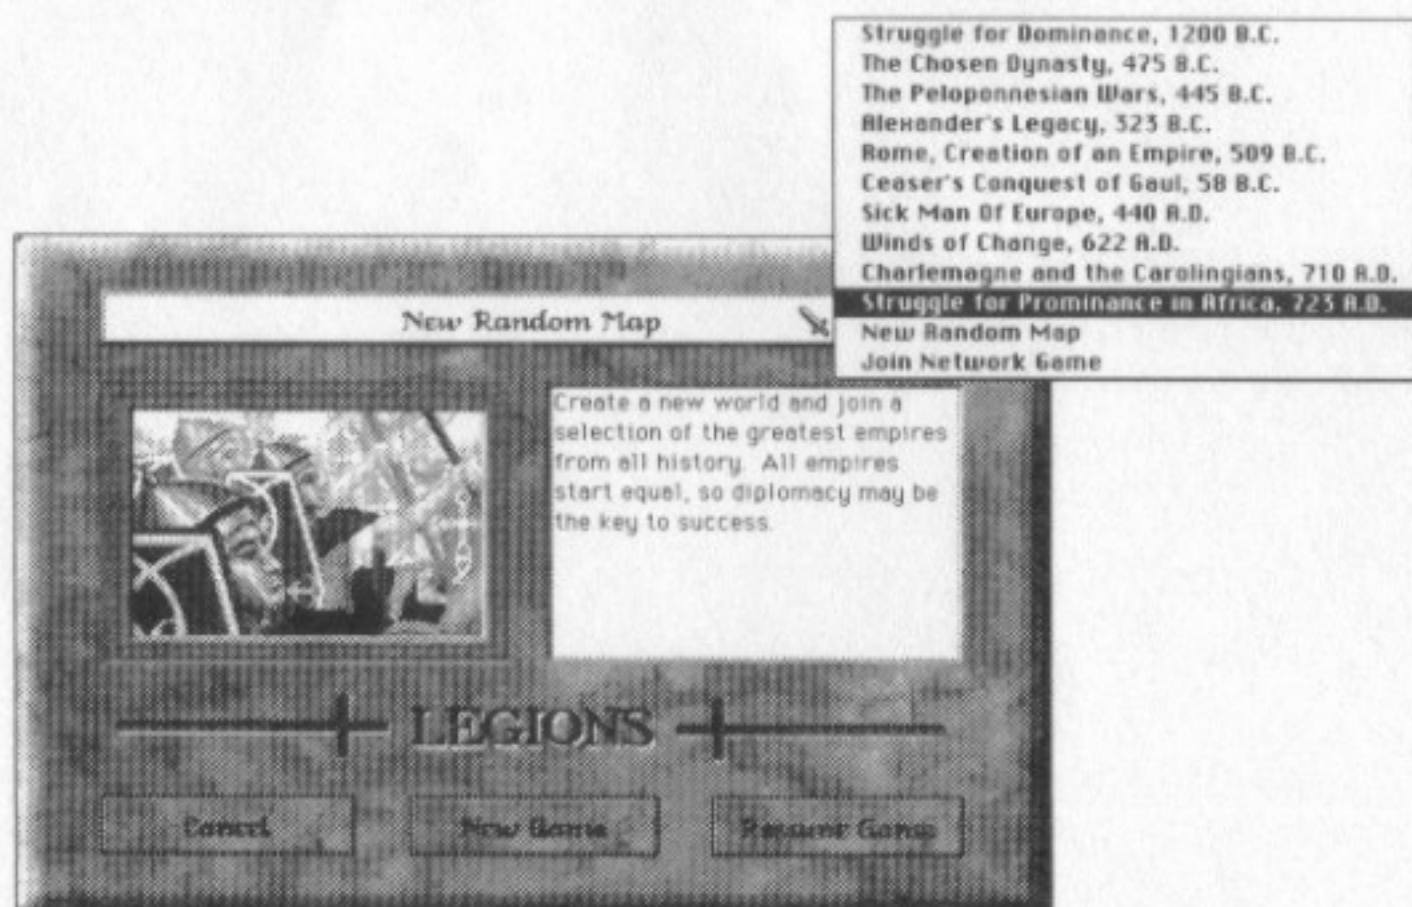 Struggle for Dominance, 1200 B.C.
The Chosen Dynasty, 475 B.C.
The Peloponnesian Wars, 445 B.C.
Alexander's Legacy, 323 B.C.
Rome, Creation of an Empire, 509 B.C.
Ceaser's Conquest of Gaul, 58 B.C.
Sick Man Of Europe, 440 A.D.
Winds of Change, 622 A.D.
Charlemagne and the Carolingians, 710 A.D.
Struggle for Prominance in Africa, 723 A.D.
New Random Map
Join Network Game
New Random Map
Create a new world and join a
selection of the greatest empires
from all history. All empires
start equal, so diplomacy may be
the key to success.
LEGIONS
Cancel
New Game
Resume Game